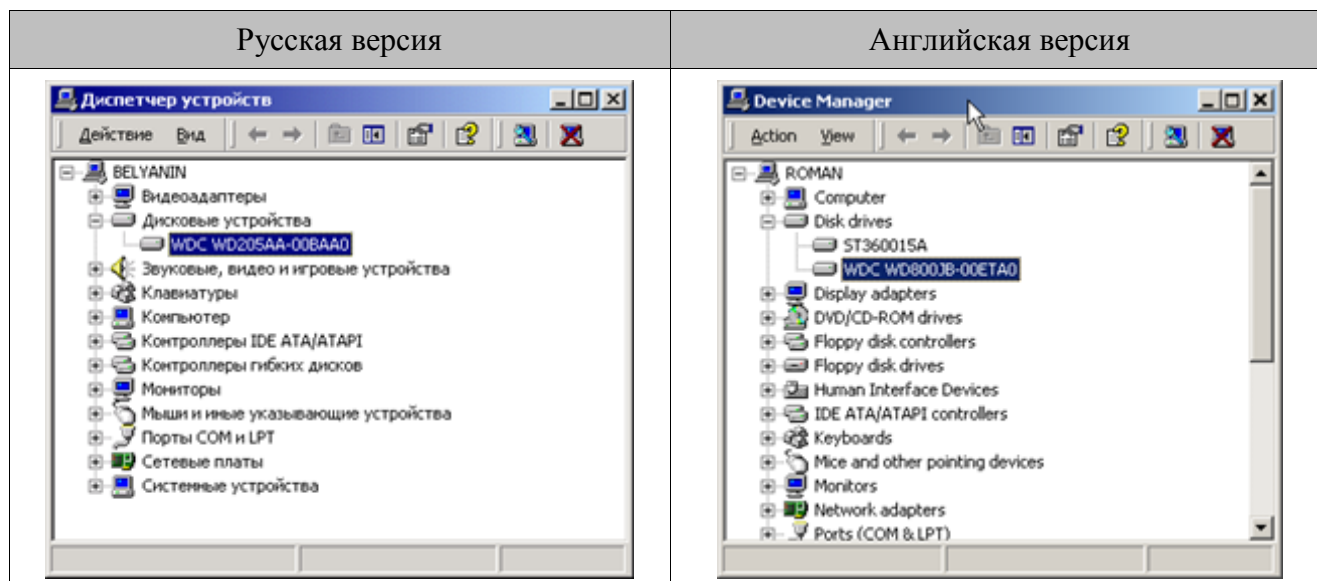 Русская версия
Английская версия
Диспетчер устройств
Действие Вид
BELYANIN
Видеоадаптеры
Дисковые устройства
WDC WD205AA-00BAA0
Звуковые, видео и игровые устройства
Клавиатуры
Компьютер
Контроллеры IDE ATA/ATAPI
Контроллеры гибких дисков
Мониторы
Мыши и иные указывающие устройства
Порты COM и LPT
Сетевые платы
Системные устройства
Device Manager
Action View
ROMAN
Computer
Disk drives
ST360015A
WDC WD800JB-00ETA0
Display adapters
DVD/CD-ROM drives
Floppy disk controllers
Floppy disk drives
Human Interface Devices
IDE ATA/ATAPI controllers
Keyboards
Mice and other pointing devices
Monitors
Network adapters
Ports (COM & LPT)